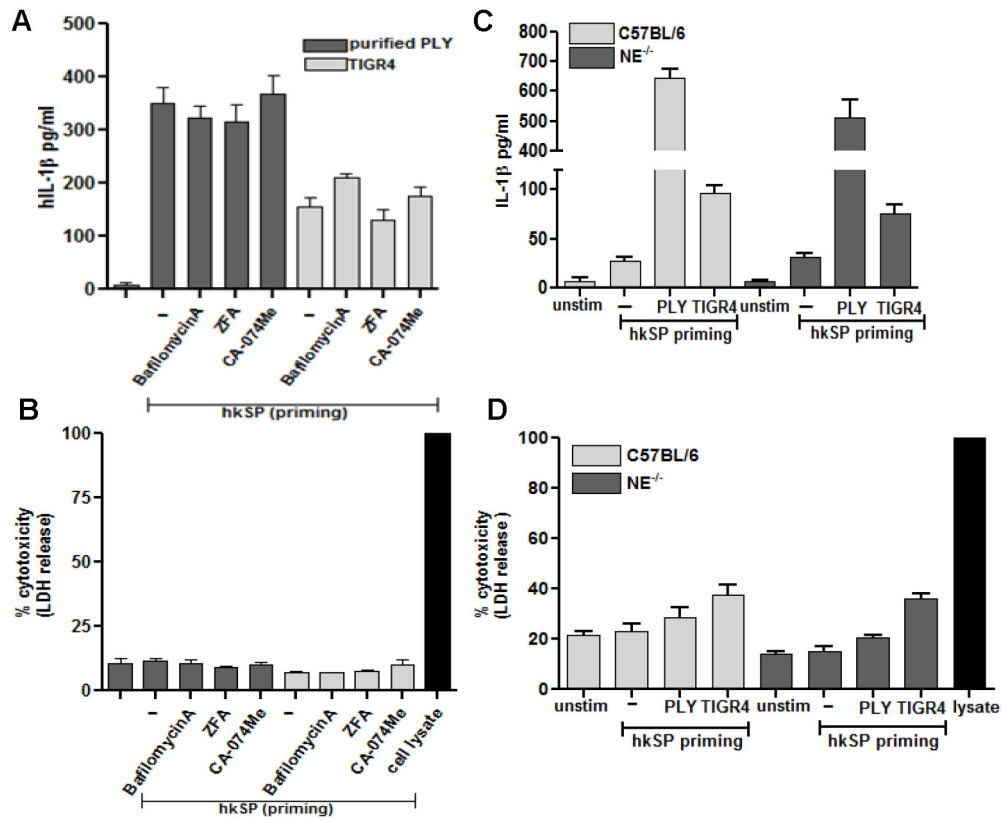 A
500
400
300
200
100
0
hIL-1β pg/ml
purified PLY
TIGR4
–
BafilomycinA
ZFA
CA-074Me
–
BafilomycinA
ZFA
CA-074Me
hkSP (priming)
B
100
75
50
25
0
% cytotoxicity
(LDH release)
–
BafilomycinA
ZFA
CA-074Me
–
BafilomycinA
ZFA
CA-074Me
cell lysate
hkSP (priming)
C
800
700
600
500
400
100
50
0
IL-1β pg/ml
C57BL/6
NE-/-
unstim – PLY TIGR4 unstim – PLY TIGR4
hkSP priming hkSP priming
D
100
80
60
40
20
0
% cytotoxicity
(LDH release )
C57BL/6
NE-/-
unstim – PLY TIGR4 unstim – PLY TIGR4 lysate
hkSP priming hkSP priming